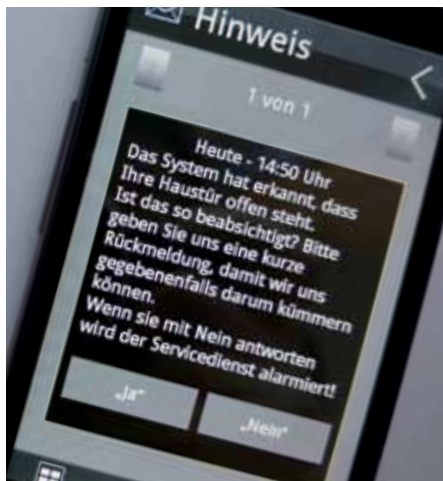 Hinweis
1 von 1
Heute - 14:50 Uhr
Das System hat erkannt, dass
Ihre Haustür offen steht.
Ist das so beabsichtigt? Bitte
geben Sie uns eine kurze
Rückmeldung, damit wir uns
gegebenenfalls darum kümmern
können.
Wenn sie mit Nein antworten
wird der Servicedienst alarmiert!
„Ja“ „Nein“